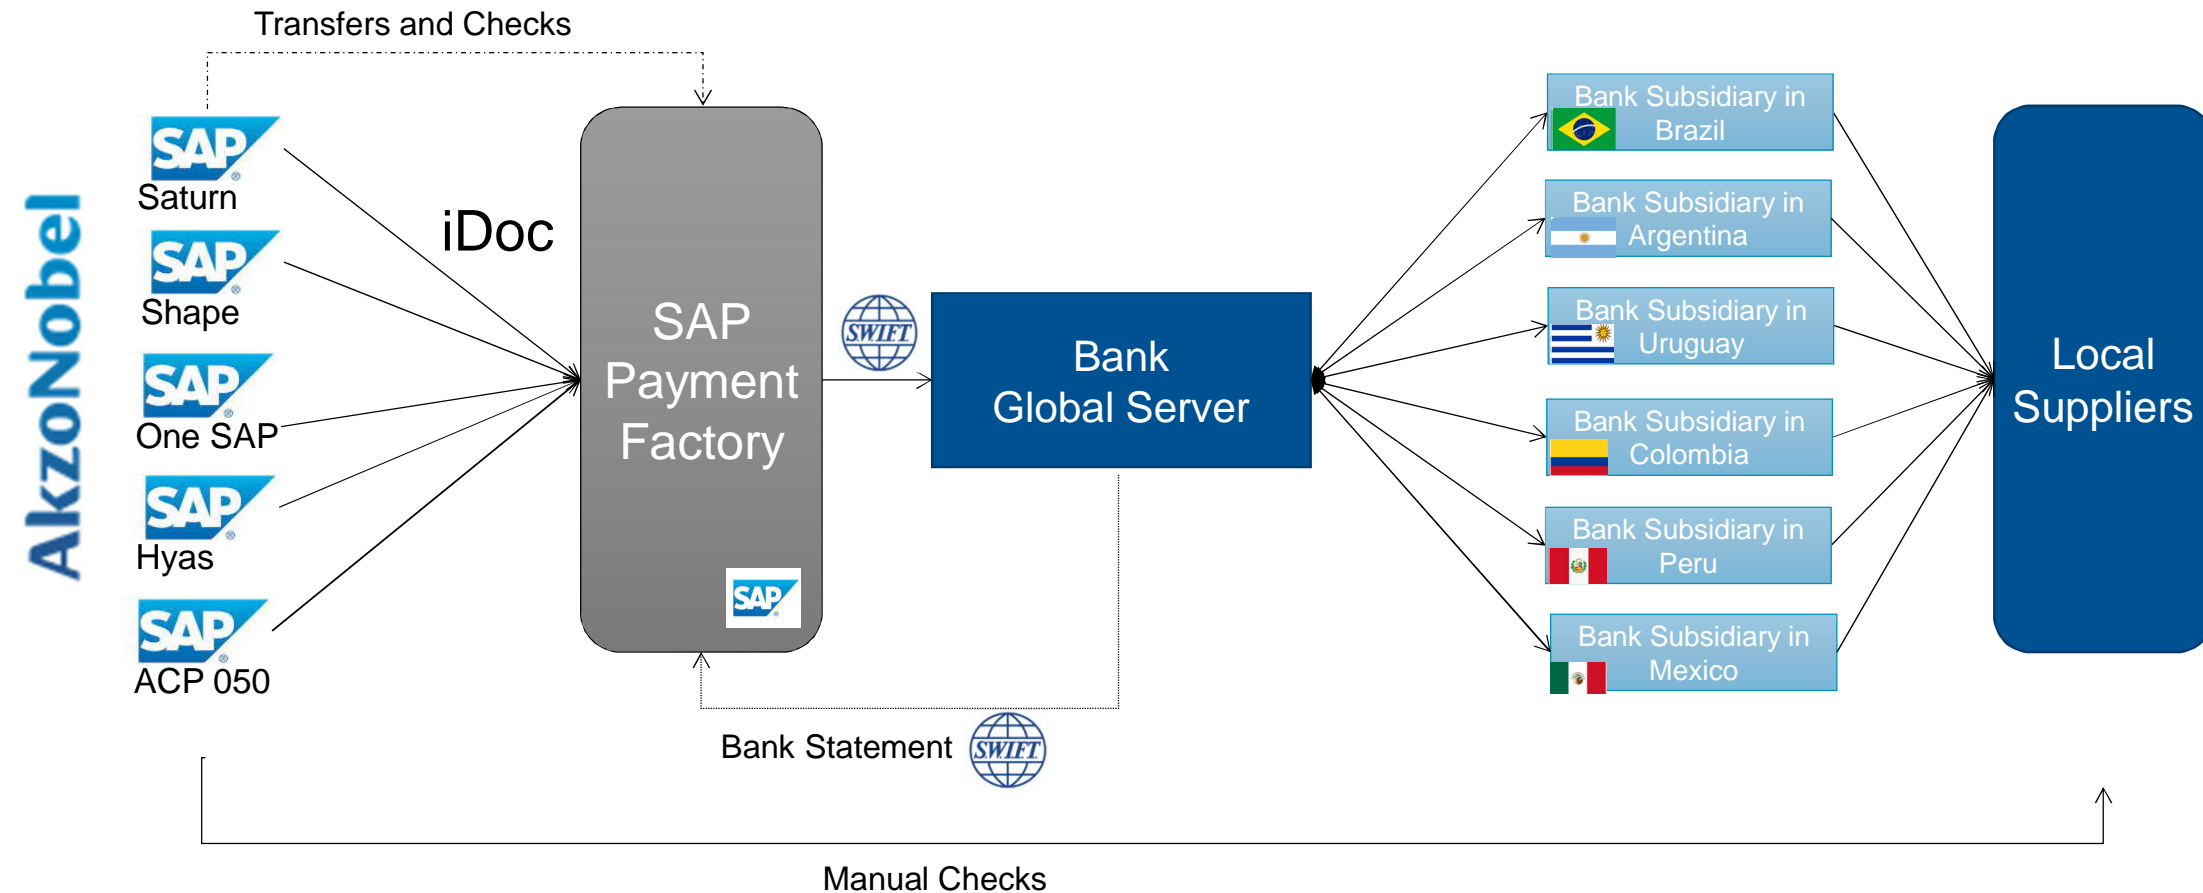 Transfers and Checks
AkzoNobel
SAP
Saturn
SAP
Shape
SAP
One SAP
SAP
Hyas
SAP
ACP 050
iDoc
SAP
Payment
Factory
SAP
SWIFT
Bank
Global Server
Bank Statement
SWIFT
Bank Subsidiary in
Brazil
Bank Subsidiary in
Argentina
Bank Subsidiary in
Uruguay
Bank Subsidiary in
Colombia
Bank Subsidiary in
Peru
Bank Subsidiary in
Mexico
Local
Suppliers
Manual Checks